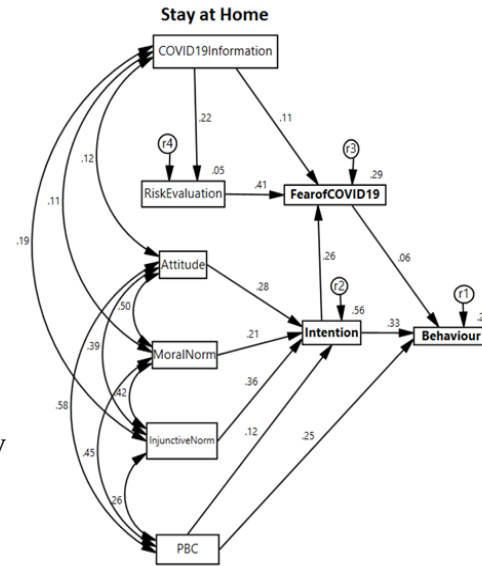 Stay at Home
COVID19Information
.22
.11
.12
r4
r3
.05
.29
.11
RiskEvaluation
.41
FearofCOVID19
.19
Attitude
.26
.06
.28
r2
r1
.50
.56
Intention
.33
Behaviour
.39
MoralNorm
.21
.58
.42
.36
InjunctiveNorm
.12
.25
.45
.26
PBC